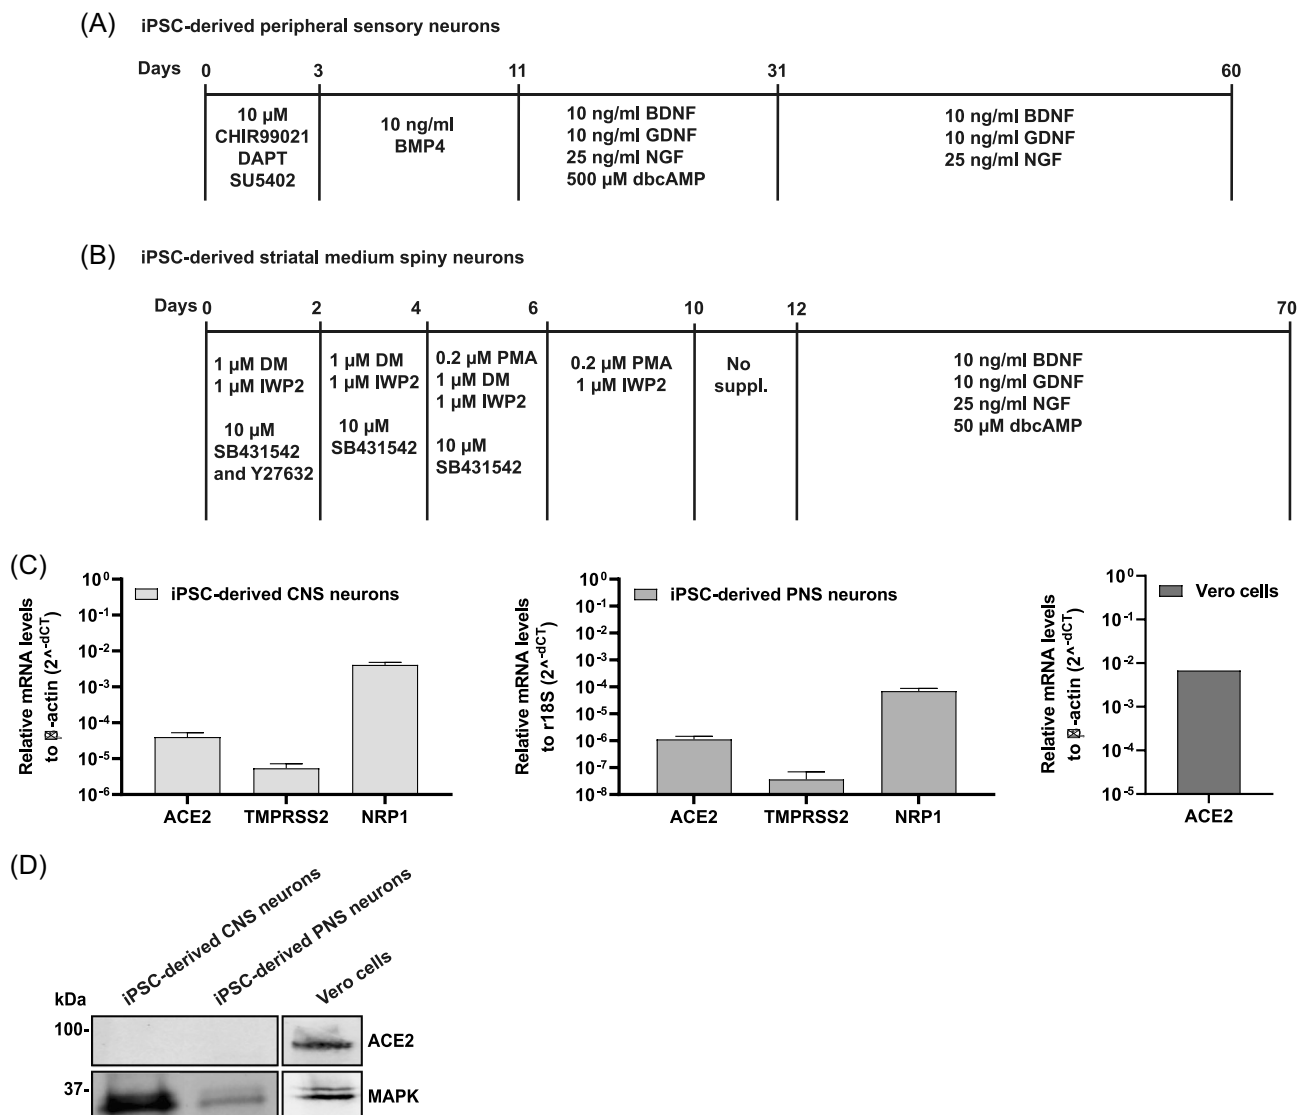 (A) iPSC-derived peripheral sensory neurons
Days 0 3 11 31 60
10 µM
CHIR99021
DAPT
SU5402
10 ng/ml
BMP4
10 ng/ml BDNF
10 ng/ml GDNF
25 ng/ml NGF
500 µM dbcAMP
10 ng/ml BDNF
10 ng/ml GDNF
25 ng/ml NGF
(B) iPSC-derived striatal medium spiny neurons
Days 0 2 4 6 10 12 70
1 µM DM
1 µM IWP2
10 µM
SB431542
and Y27632
1 µM DM
1 µM IWP2
10 µM
SB431542
0.2 µM PMA
1 µM DM
1 µM IWP2
10 µM
SB431542
0.2 µM PMA
1 µM IWP2
No
suppl.
10 ng/ml BDNF
10 ng/ml GDNF
25 ng/ml NGF
50 µM dbcAMP
(C)
Relative mRNA levels
to -actin (2^-dCT)
10⁰
10⁻¹
10⁻²
10⁻³
10⁻⁴
10⁻⁵
10⁻⁶
iPSC-derived CNS neurons
ACE2 TMPRSS2 NRP1
Relative mRNA levels
to r18S (2^-dCT)
10⁰
10⁻¹
10⁻²
10⁻³
10⁻⁴
10⁻⁵
10⁻⁶
10⁻⁷
10⁻⁸
iPSC-derived PNS neurons
ACE2 TMPRSS2 NRP1
Relative mRNA levels
to -actin (2^-dCT)
10⁰
10⁻¹
10⁻²
10⁻³
10⁻⁴
10⁻⁵
Vero cells
ACE2
(D)
iPSC-derived CNS neurons
iPSC-derived PNS neurons
Vero cells
kDa
100-
ACE2
37-
MAPK